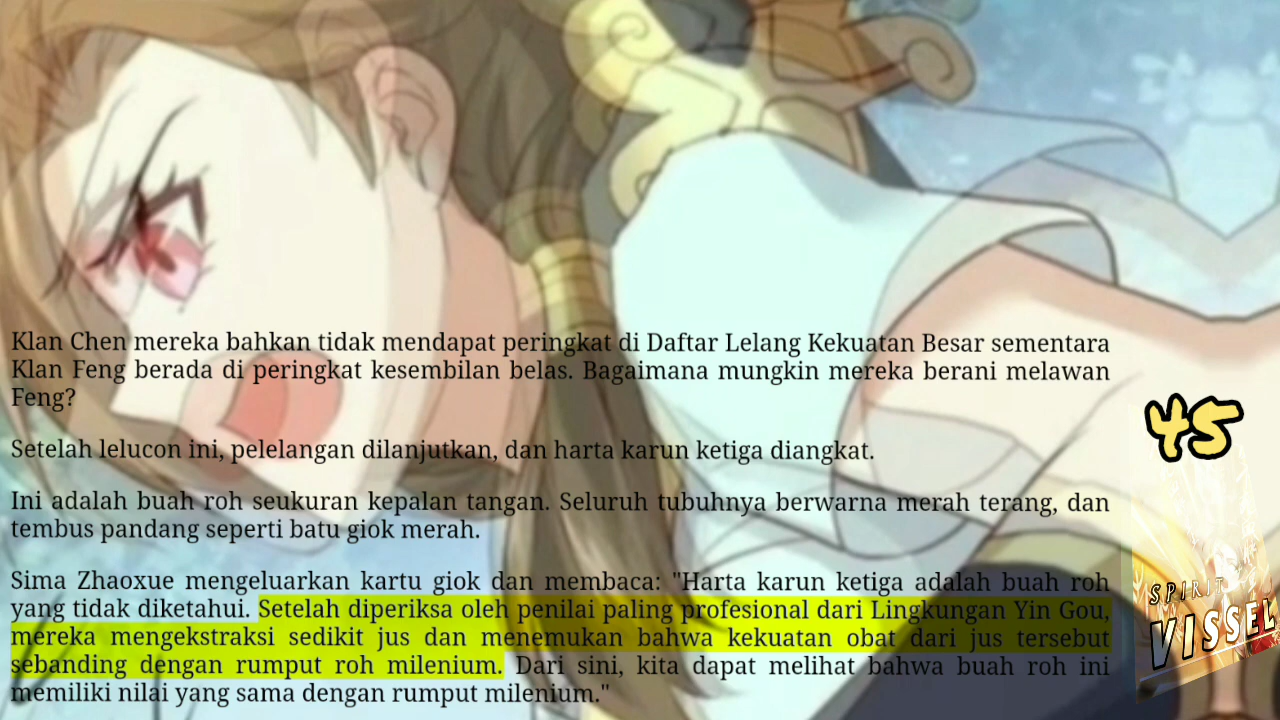 Klan Chen mereka bahkan tidak mendapat peringkat di Daftar Lelang Kekuatan Besar sementara
Klan Feng berada di peringkat kesembilan belas. Bagaimana mungkin mereka berani melawan
Feng?
Setelah lelucon ini, pelelangan dilanjutkan, dan harta karun ketiga diangkat.
Ini adalah buah roh seukuran kepalan tangan. Seluruh tubuhnya berwarna merah terang, dan
tembus pandang seperti batu giok merah.
Sima Zhaoxue mengeluarkan kartu giok dan membaca: "Harta karun ketiga adalah buah roh
yang tidak diketahui. Setelah diperiksa oleh penilai paling profesional dari Lingkungan Yin Gou,
mereka mengekstraksi sedikit jus dan menemukan bahwa kekuatan obat dari jus tersebut
sebanding dengan rumput roh milenium. Dari sini, kita dapat melihat bahwa buah roh ini
memiliki nilai yang sama dengan rumput milenium."
45
SPIRIT
VISSEL